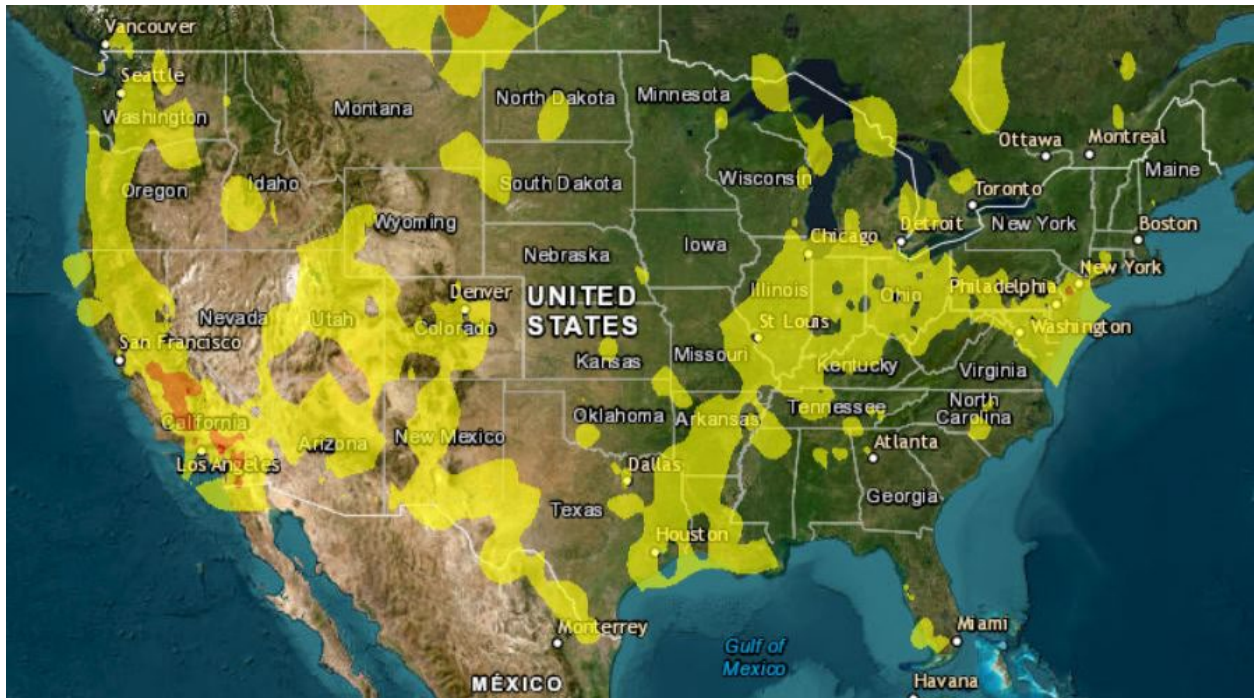 Vancouver
Seattle
Washington
Montana
North Dakota
Minnesota
Ottawa
Montreal
Maine
Oregon
Idaho
South Dakota
Wisconsin
Toronto
Wyoming
Detroit
New York
Boston
Chicago
Iowa
Nebraska
New York
Nevada
Utah
Denver
Colorado
UNITED
STATES
Illinois
Ohio
Philadelphia
San Francisco
St Louis
Washington
Kansas
Missouri
Kentucky
Virginia
California
Arizona
New Mexico
Oklahoma
Arkansas
Tennessee
North
Carolina
Los Angeles
Dallas
Atlanta
Texas
Georgia
Houston
Monterrey
Gulf of
Mexico
Miami
MÉXICO
Havana